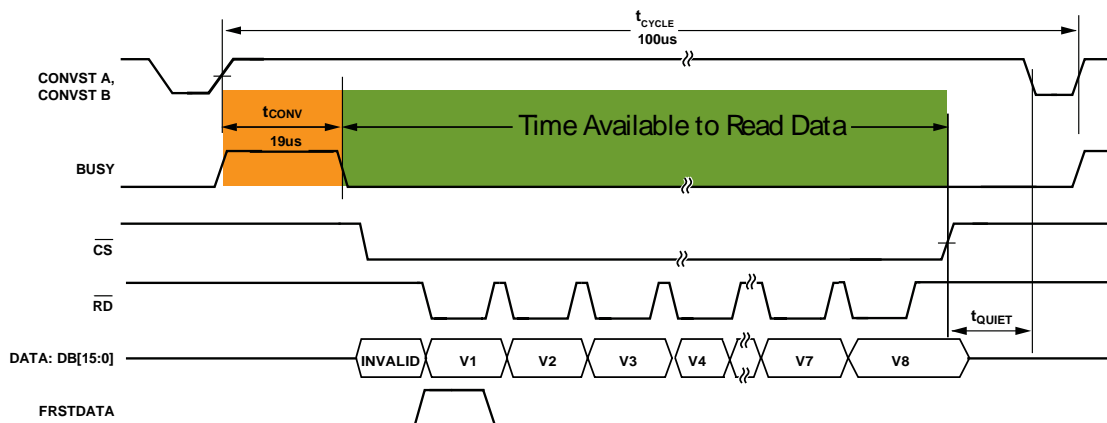 tCYCLE
100us
CONVST A,
CONVST B
tCONV
Time Available to Read Data
19us
BUSY
CS
RD
tQUIET
DATA: DB[15:0]
INVALID V1 V2 V3 V4 V7 V8
FRSTDATA